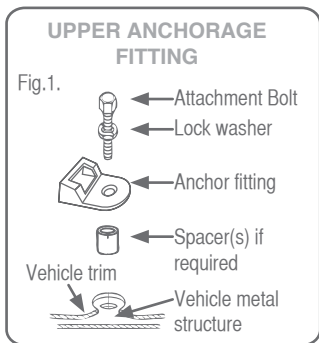 UPPER ANCHORAGE
FITTING
Fig.1.
Attachment Bolt
Lock washer
Anchor fitting
Spacer(s) if
required
Vehicle trim
Vehicle metal
structure